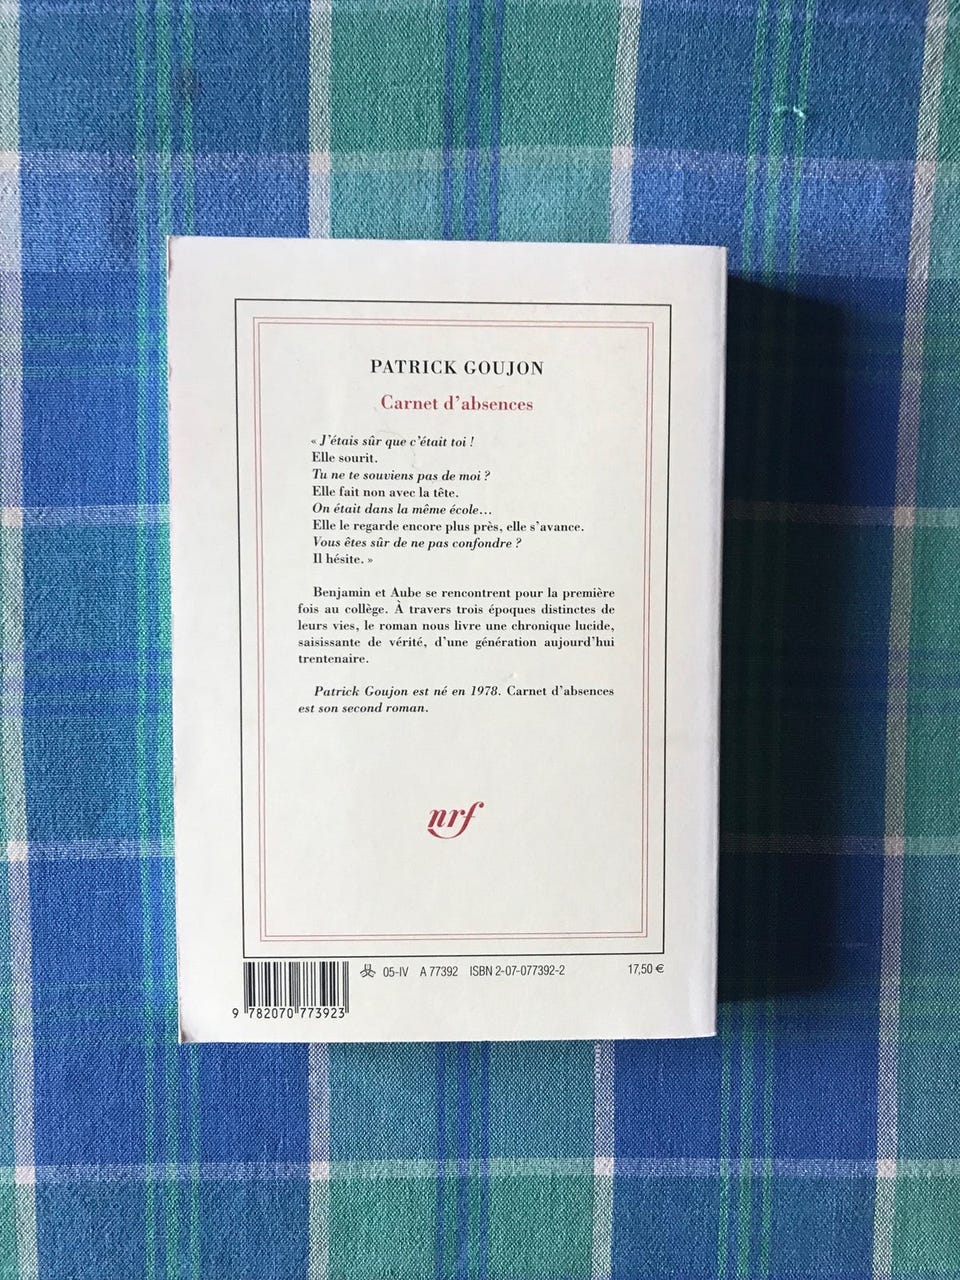 PATRICK GOUJON
Carnet d'absences
« J'étais sûr que c'était toi !
Elle sourit.
Tu ne te souviens pas de moi ?
Elle fait non avec la tête.
On était dans la même école…
Elle le regarde encore plus près, elle s'avance.
Vous êtes sûr de ne pas confondre ?
Il hésite. »
Benjamin et Aube se rencontrent pour la première
fois au collège. À travers trois époques distinctes de
leurs vies, le roman nous livre une chronique lucide,
saisissante de vérité, d'une génération aujourd'hui
trentenaire.
Patrick Goujon est né en 1978. Carnet d'absences
est son second roman.
nrf
05-IV A 77392 ISBN 2-07-077392-2 17,50 €
9 782070 773923